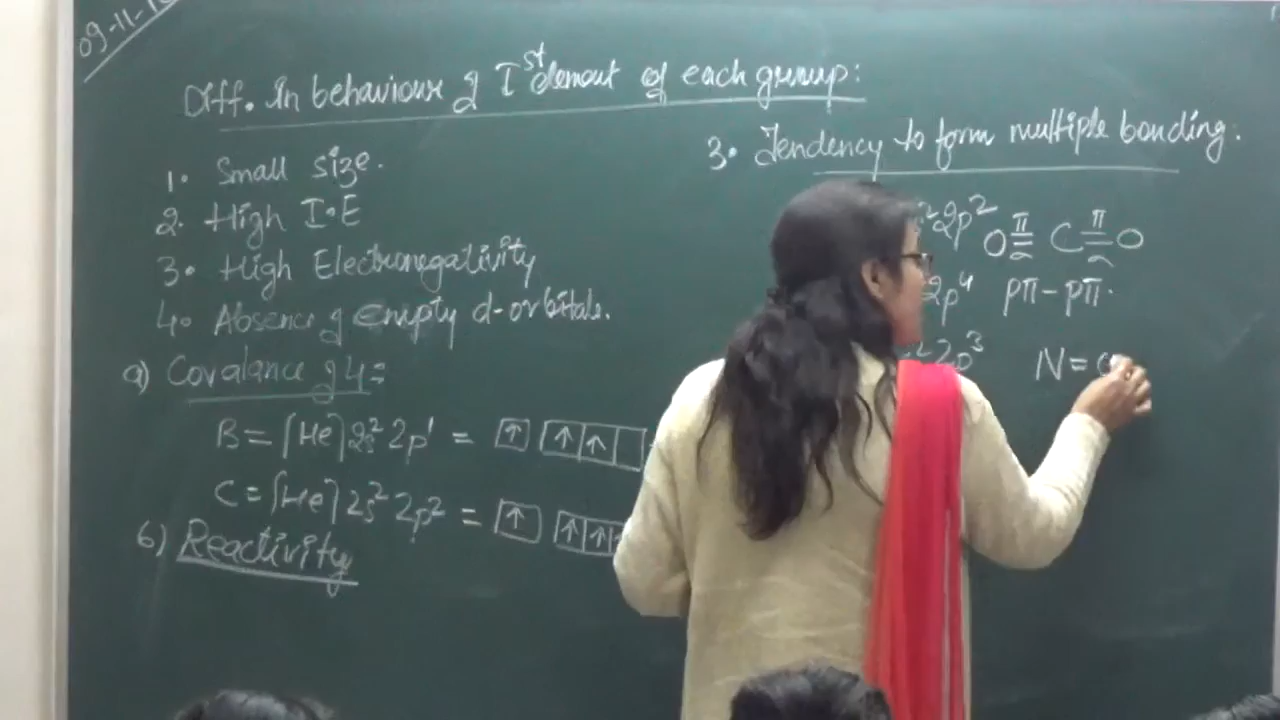 09-11-1
Diff. In behaviour of Ist element of each group:
1. Small size.
2. High I.E
3. High Electronegativity
4. Absence of empty d-orbitals.
a) Covalance of 4:
B = [He] 2s² 2p¹ = ↑ ↑ ↑
C = [He] 2s² 2p² = ↑ ↑ ↑
b) Reactivity
3. Tendency to form multiple bonding.
² 2p² O = C = O
π π
2p⁴ pπ - pπ.
² 2p³ N =